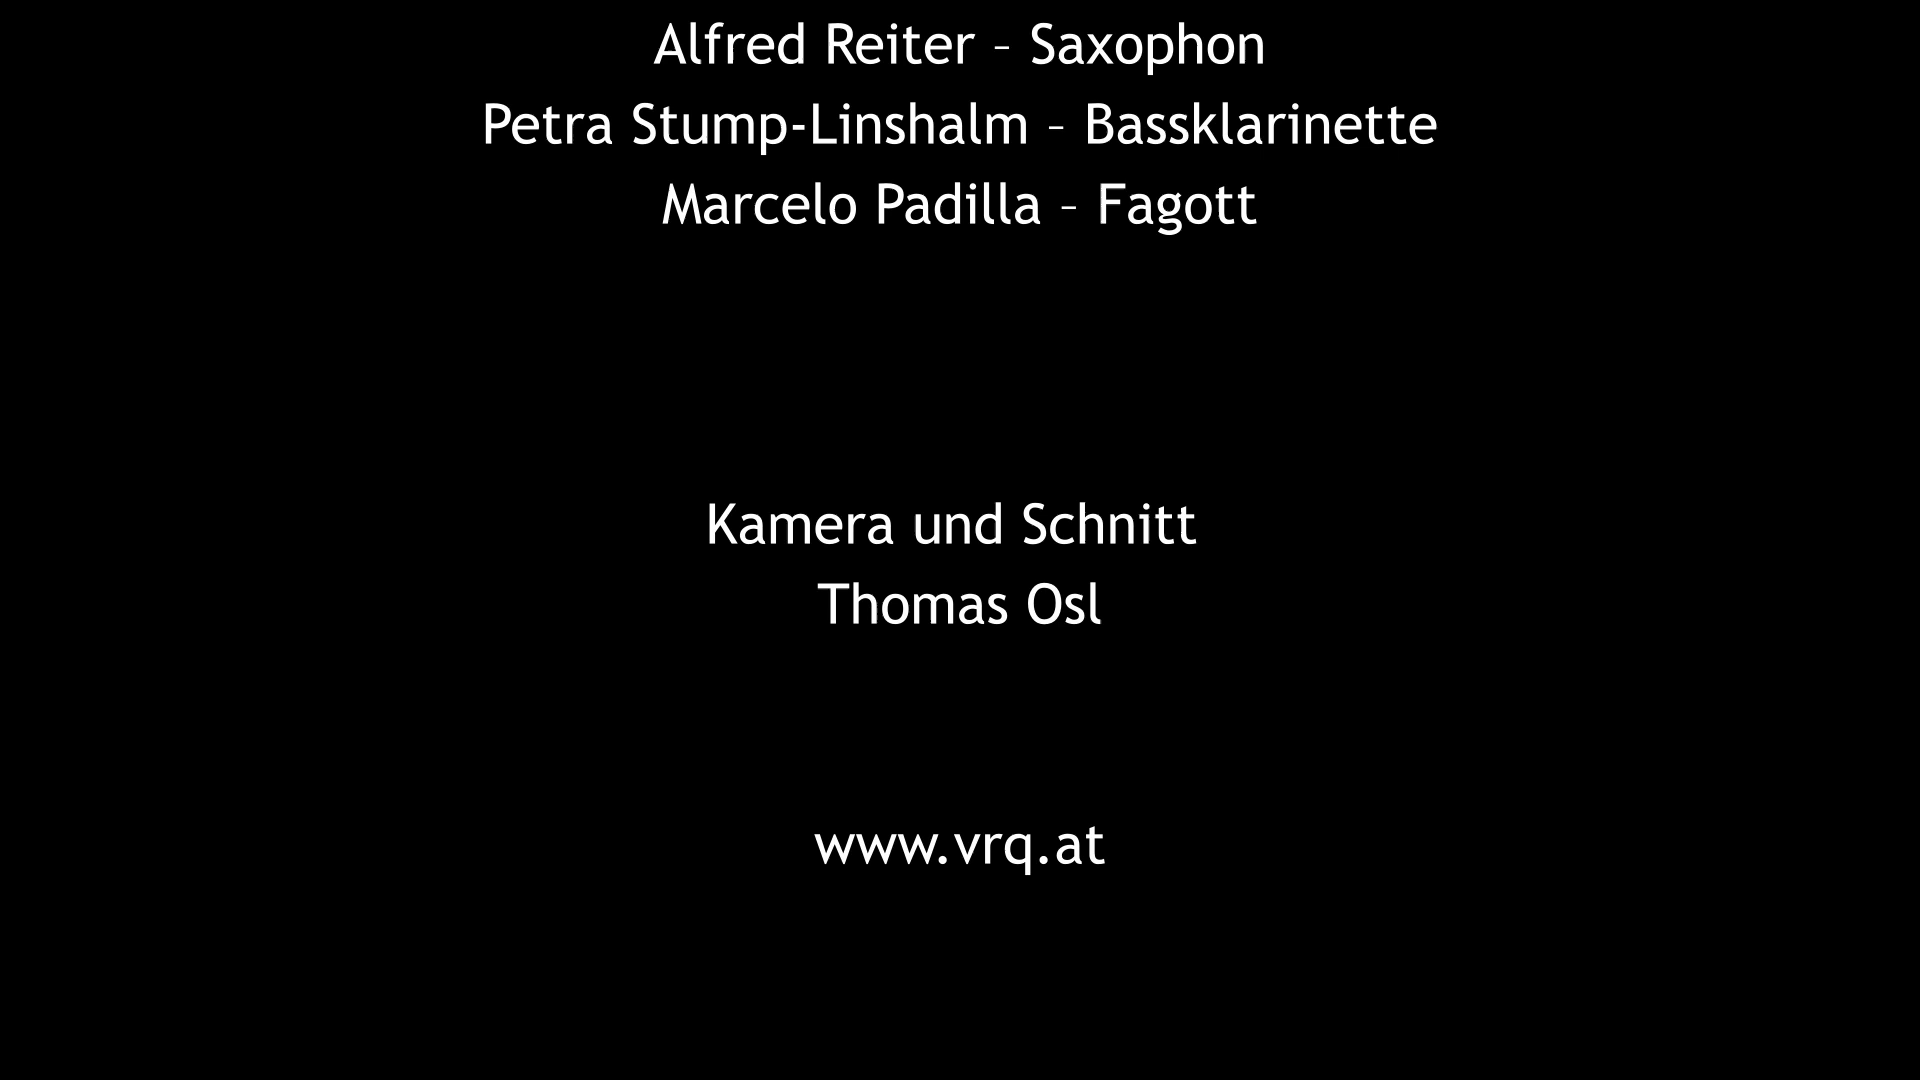 Alfred Reiter – Saxophon
Petra Stump-Linshalm – Bassklarinette
Marcelo Padilla – Fagott
Kamera und Schnitt
Thomas Osl
www.vrq.at